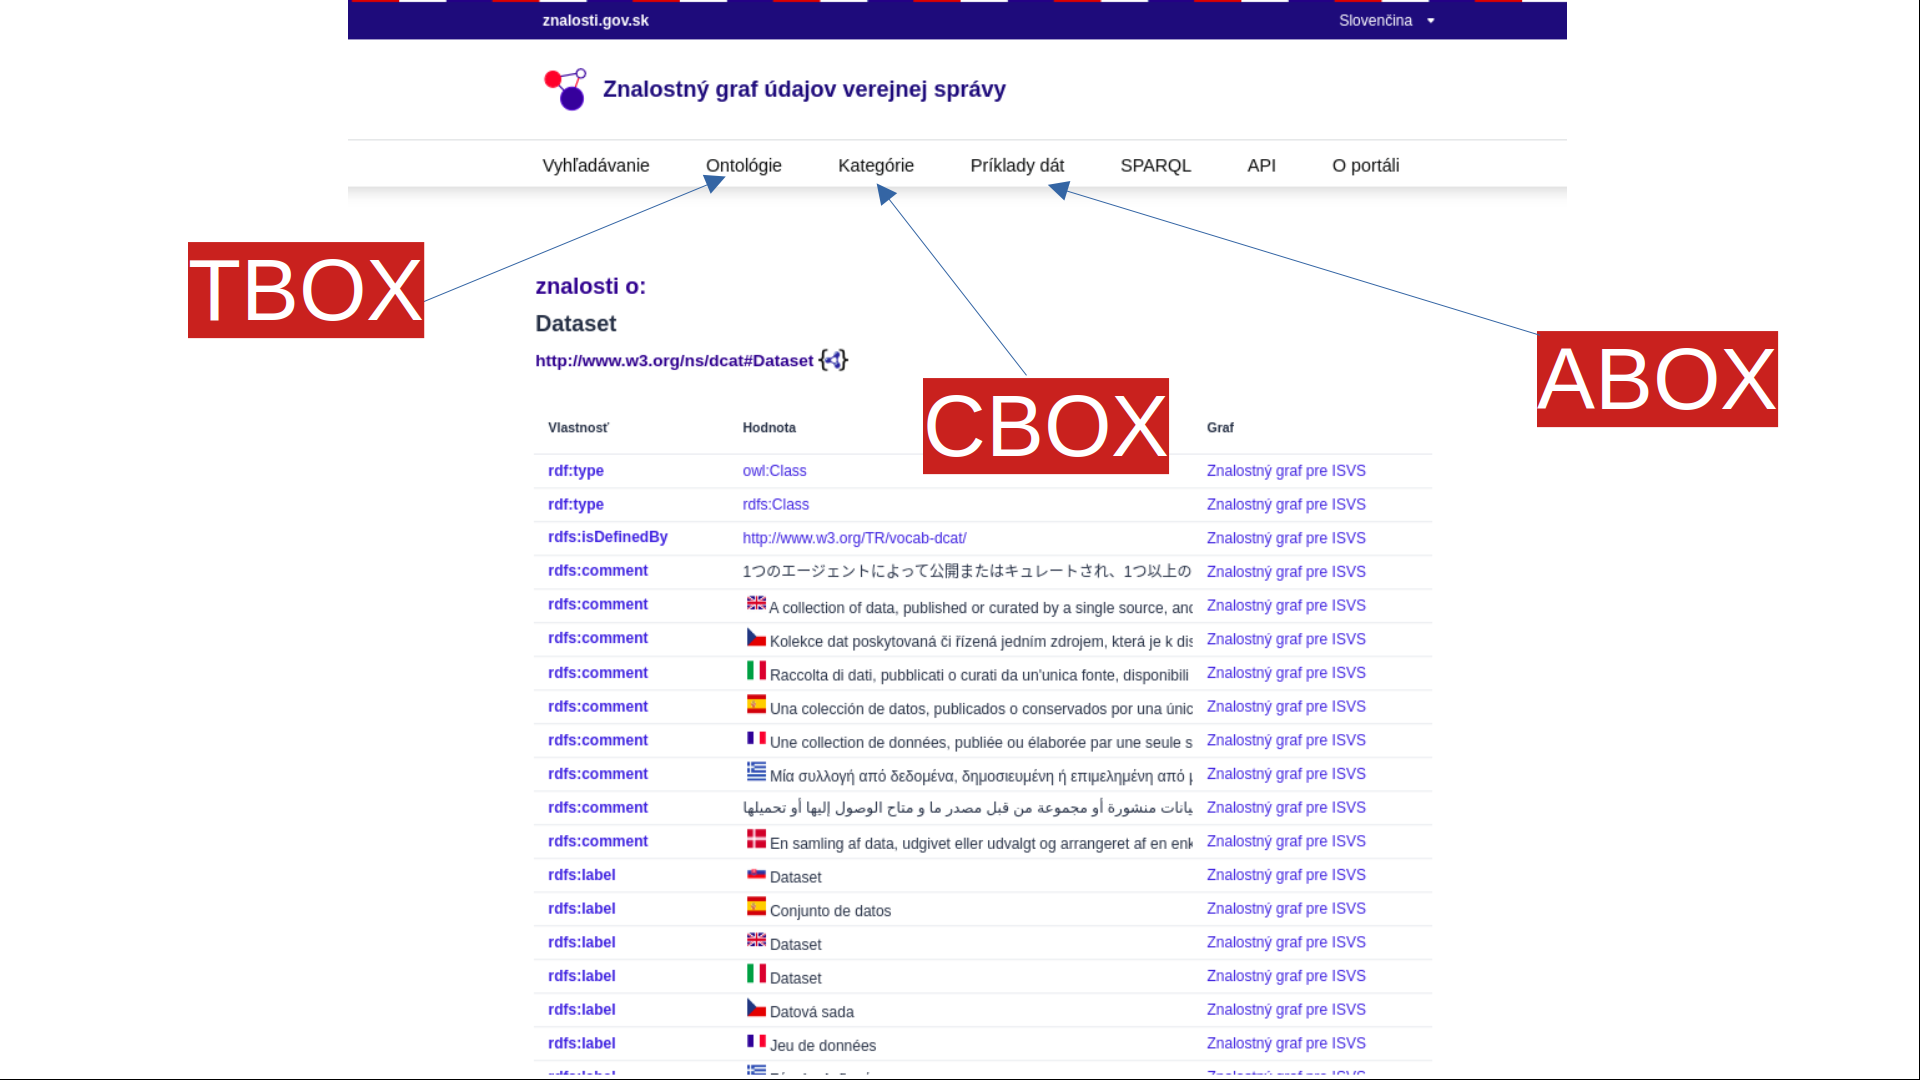 znalosti.gov.sk Slovenčina
Znalostný graf údajov verejnej správy
Vyhľadávanie Ontológie Kategórie Príklady dát SPARQL API O portáli
TBOX
znalosti o:
Dataset
http://www.w3.org/ns/dcat#Dataset
CBOX
ABOX
Vlastnosť Hodnota Graf
rdf:type owl:Class Znalostný graf pre ISVS
rdf:type rdfs:Class Znalostný graf pre ISVS
rdfs:isDefinedBy http://www.w3.org/TR/vocab-dcat/ Znalostný graf pre ISVS
rdfs:comment 1つのエージェントによって公開またはキュレートされ、1つ以上の Znalostný graf pre ISVS
rdfs:comment A collection of data, published or curated by a single source, and Znalostný graf pre ISVS
rdfs:comment Kolekce dat poskytovaná či řízená jedním zdrojem, která je k dis Znalostný graf pre ISVS
rdfs:comment Raccolta di dati, pubblicati o curati da un'unica fonte, disponibili Znalostný graf pre ISVS
rdfs:comment Una colección de datos, publicados o conservados por una únic Znalostný graf pre ISVS
rdfs:comment Une collection de données, publiée ou élaborée par une seule s Znalostný graf pre ISVS
rdfs:comment Μία συλλογή από δεδομένα, δημοσιευμένη ή επιμελημένη από μ Znalostný graf pre ISVS
rdfs:comment يانات منشورة أو مجموعة من قبل مصدر ما و متاح الوصول إليها أو تحميلها Znalostný graf pre ISVS
rdfs:comment En samling af data, udgivet eller udvalgt og arrangeret af en enk Znalostný graf pre ISVS
rdfs:label Dataset Znalostný graf pre ISVS
rdfs:label Conjunto de datos Znalostný graf pre ISVS
rdfs:label Dataset Znalostný graf pre ISVS
rdfs:label Dataset Znalostný graf pre ISVS
rdfs:label Datová sada Znalostný graf pre ISVS
rdfs:label Jeu de données Znalostný graf pre ISVS